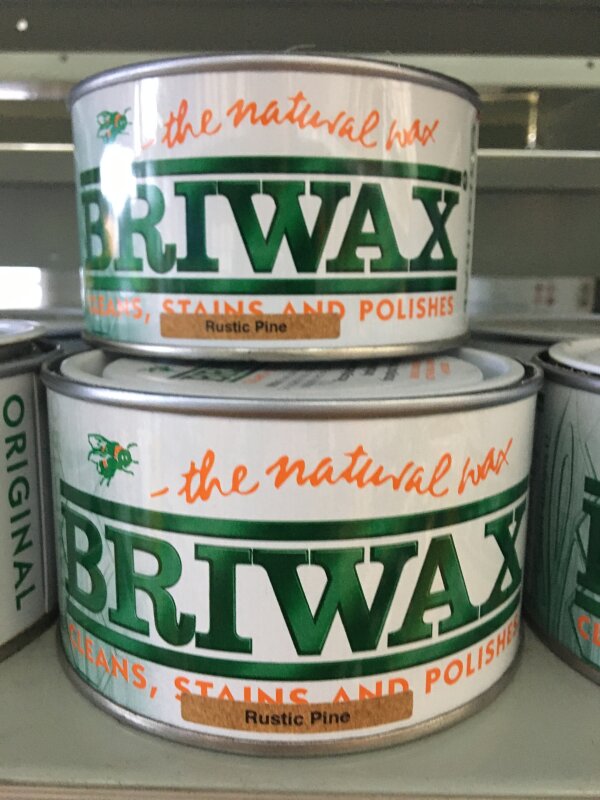 - the natural wax
BRIWAX
CLEANS, STAINS AND POLISHES
Rustic Pine
- the natural wax
BRIWAX
CLEANS, STAINS AND POLISHES
Rustic Pine
ORIGINAL